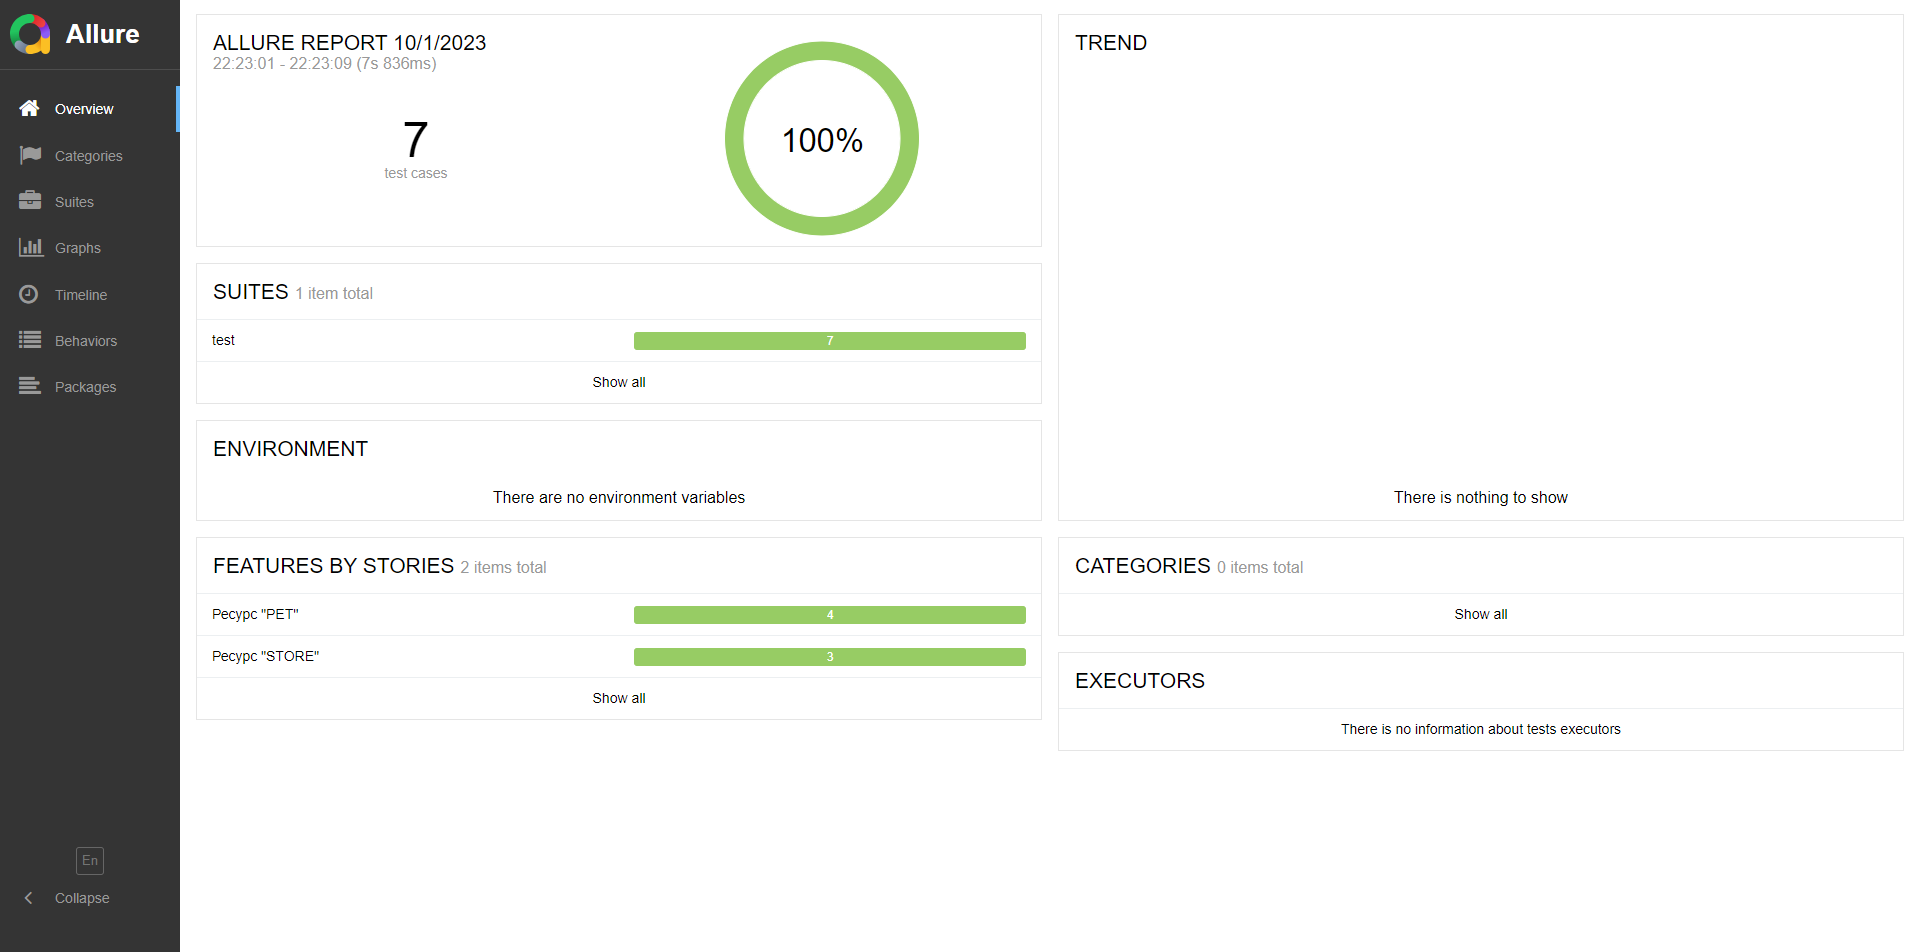 Allure
Overview
Categories
Suites
Graphs
Timeline
Behaviors
Packages
En
Collapse
ALLURE REPORT 10/1/2023
22:23:01 - 22:23:09 (7s 836ms)
7
test cases
100%
SUITES 1 item total
test 7
Show all
ENVIRONMENT
There are no environment variables
FEATURES BY STORIES 2 items total
Ресурс "PET" 4
Ресурс "STORE" 3
Show all
TREND
There is nothing to show
CATEGORIES 0 items total
Show all
EXECUTORS
There is no information about tests executors